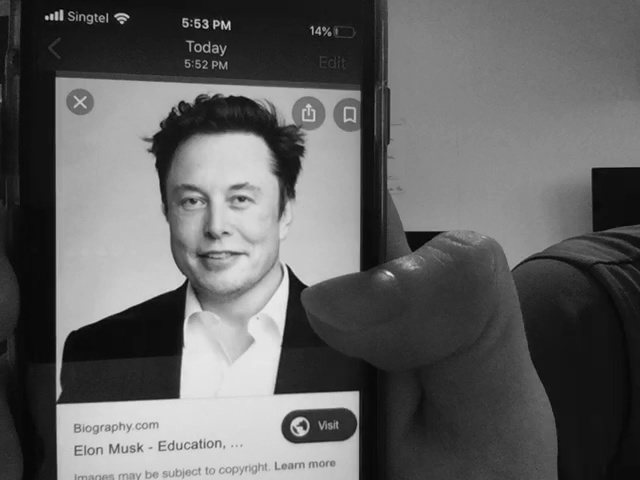 Singtel
5:53 PM
14%
Today
5:52 PM
Edit
Biography.com
Elon Musk - Education, ...
Visit
Images may be subject to copyright. Learn more